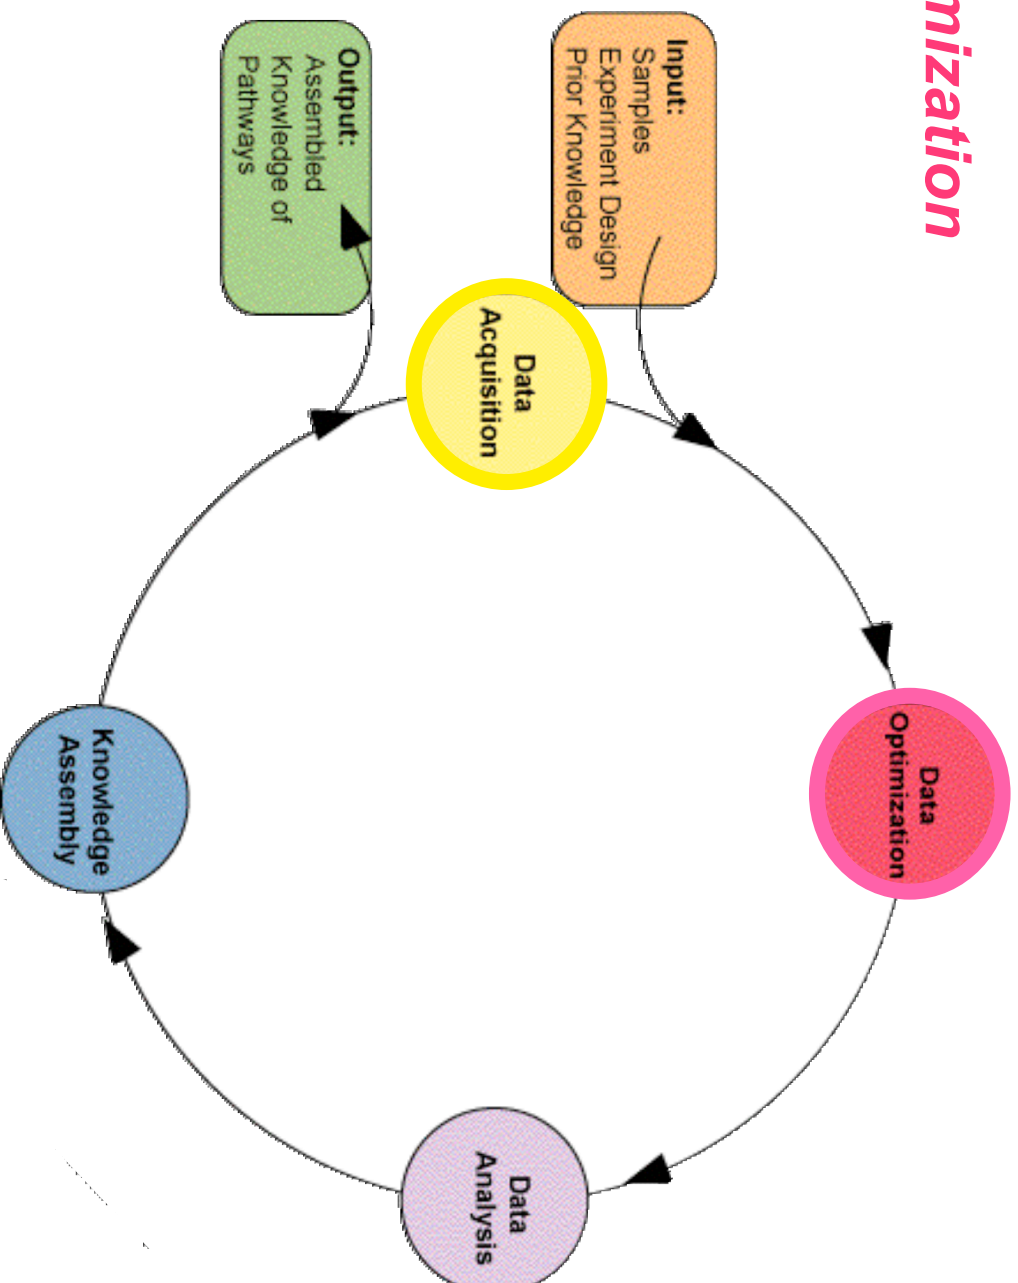 mization
Input:
Samples
Experiment Design
Prior Knowledge
Output:
Assembled
Knowledge of
Pathways
Data
Acquisition
Data
Optimization
Data
Analysis
Knowledge
Assembly